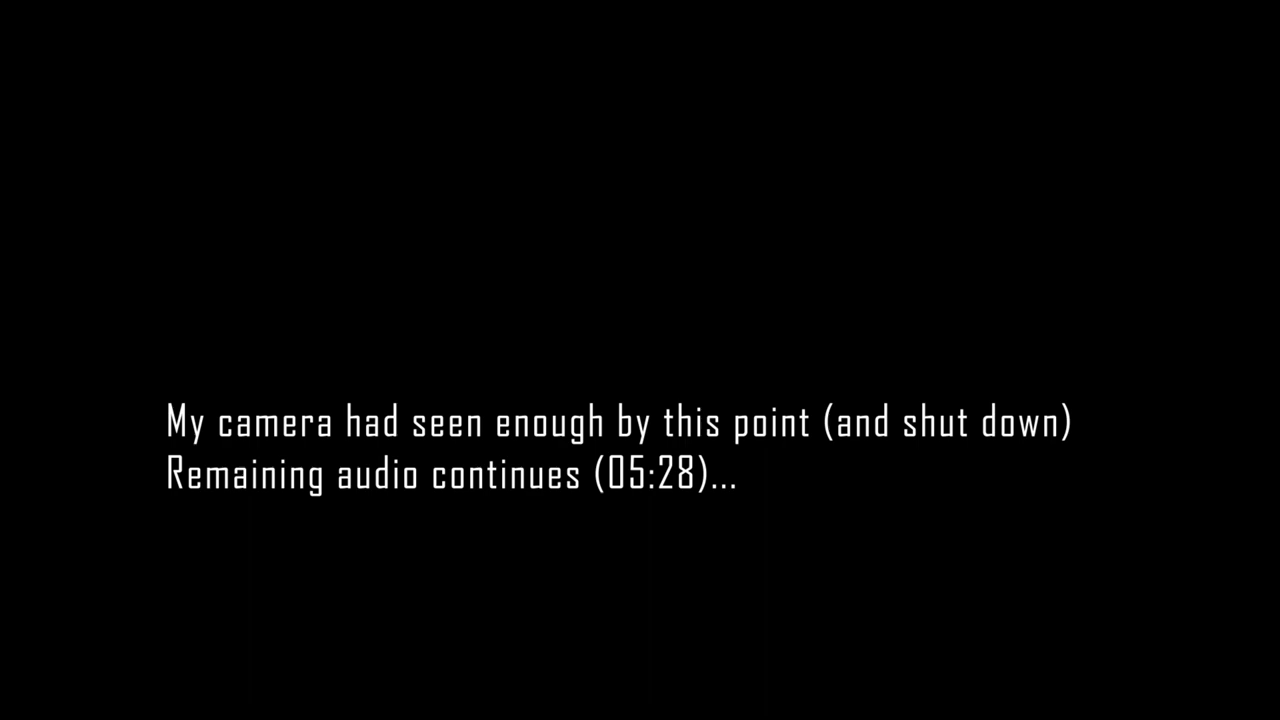 My camera had seen enough by this point (and shut down)
Remaining audio continues (05:28)...